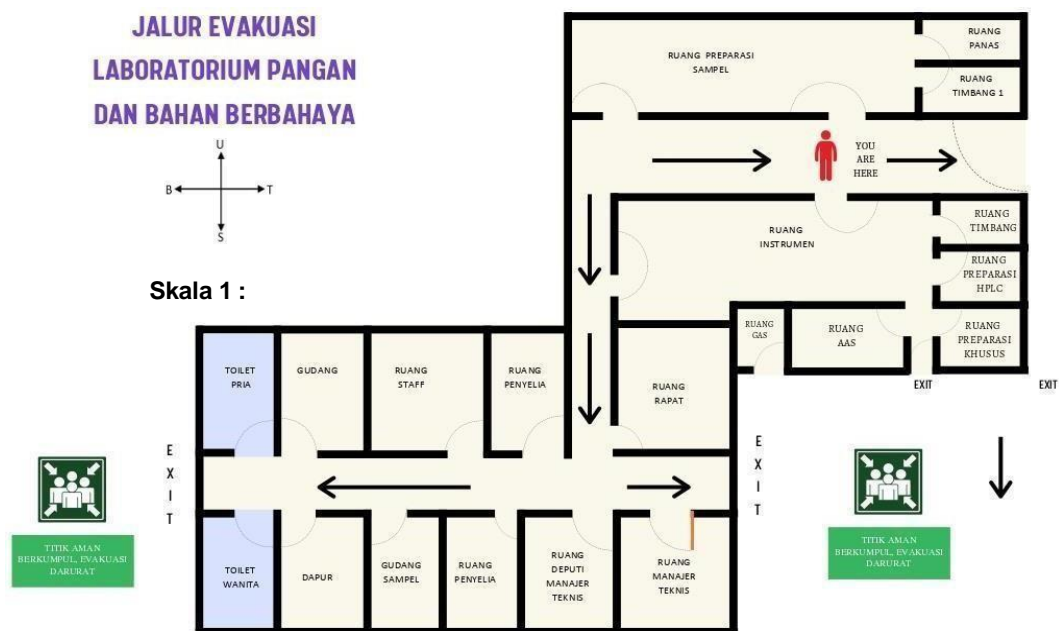 JALUR EVAKUASI
LABORATORIUM PANGAN
DAN BAHAN BERBAHAYA
U
B
T
S
Skala 1 :
RUANG PREPARASI
SAMPEL
RUANG
PANAS
RUANG
TIMBANG 1
YOU
ARE
HERE
RUANG
INSTRUMEN
RUANG
TIMBANG
RUANG
PREPARASI
HPLC
RUANG
GAS
RUANG
AAS
RUANG
PREPARASI
KHUSUS
EXIT
EXIT
TOILET
PRIA
GUDANG
RUANG
STAFF
RUANG
PENYELIA
RUANG
RAPAT
E
X
I
T
E
X
I
T
TITIK AMAN
BERKUMPUL, EVAKUASI
DARURAT
TITIK AMAN
BERKUMPUL, EVAKUASI
DARURAT
TOILET
WANITA
DAPUR
GUDANG
SAMPEL
RUANG
PENYELIA
RUANG
DEPUTI
MANAJER
TEKNIS
RUANG
MANAJER
TEKNIS